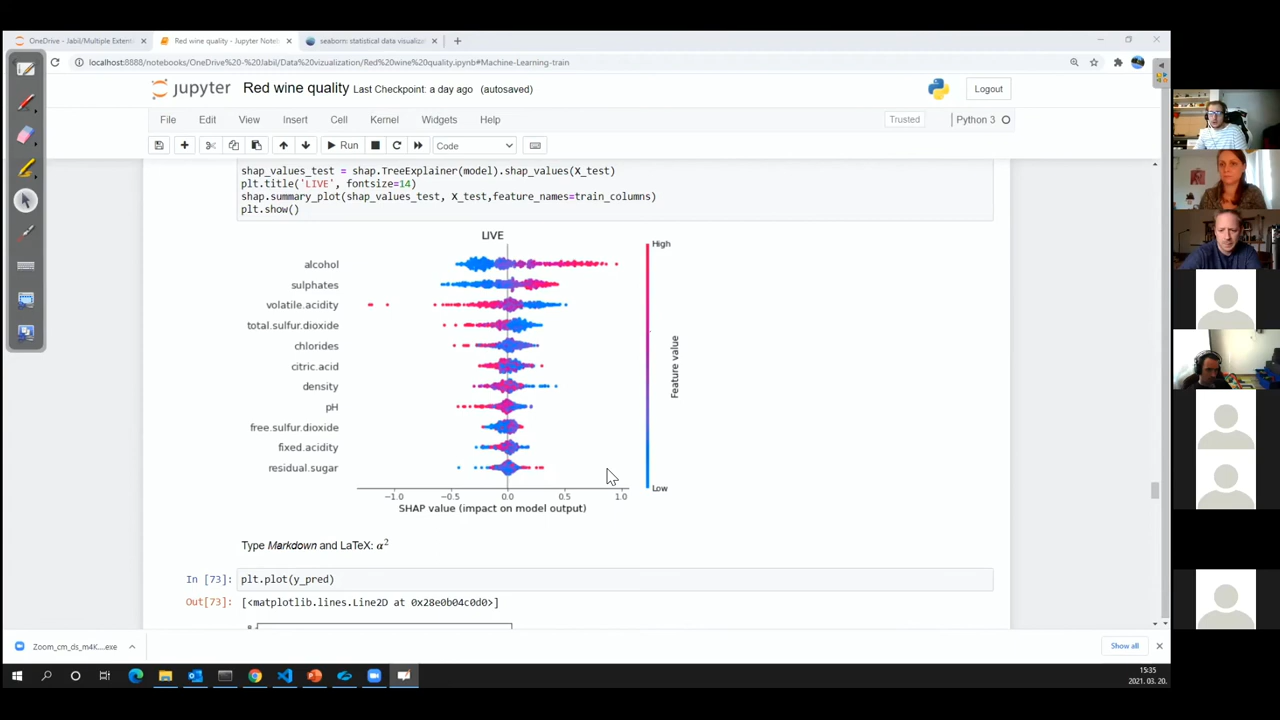 OneDrive - Jabil/Multiple Extent
Red wine quality - Jupyter Noteb
seaborn: statistical data visualiza
localhost:8888/notebooks/OneDrive%20-%20Jabil/Data%20vizualization/Red%20wine%20quality.ipynb#Machine-Learning-train
jupyter Red wine quality Last Checkpoint: a day ago (autosaved)
Logout
File Edit View Insert Cell Kernel Widgets Help
Trusted
Python 3
Run
Code
shap_values_test = shap.TreeExplainer(model).shap_values(X_test)
plt.title('LIVE', fontsize=14)
shap.summary_plot(shap_values_test, X_test,feature_names=train_columns)
plt.show()
LIVE
High
alcohol
sulphates
volatile.acidity
total.sulfur.dioxide
chlorides
citric.acid
density
pH
free.sulfur.dioxide
fixed.acidity
residual.sugar
Feature value
Low
-1.0 -0.5 0.0 0.5 1.0
SHAP value (impact on model output)
Type Markdown and LaTeX: α²
In [73]: plt.plot(y_pred)
Out[73]: [<matplotlib.lines.Line2D at 0x28e0b04c0d0>]
8
Zoom_cm_ds_m4K....exe
Show all
15:35
2021. 03. 20.